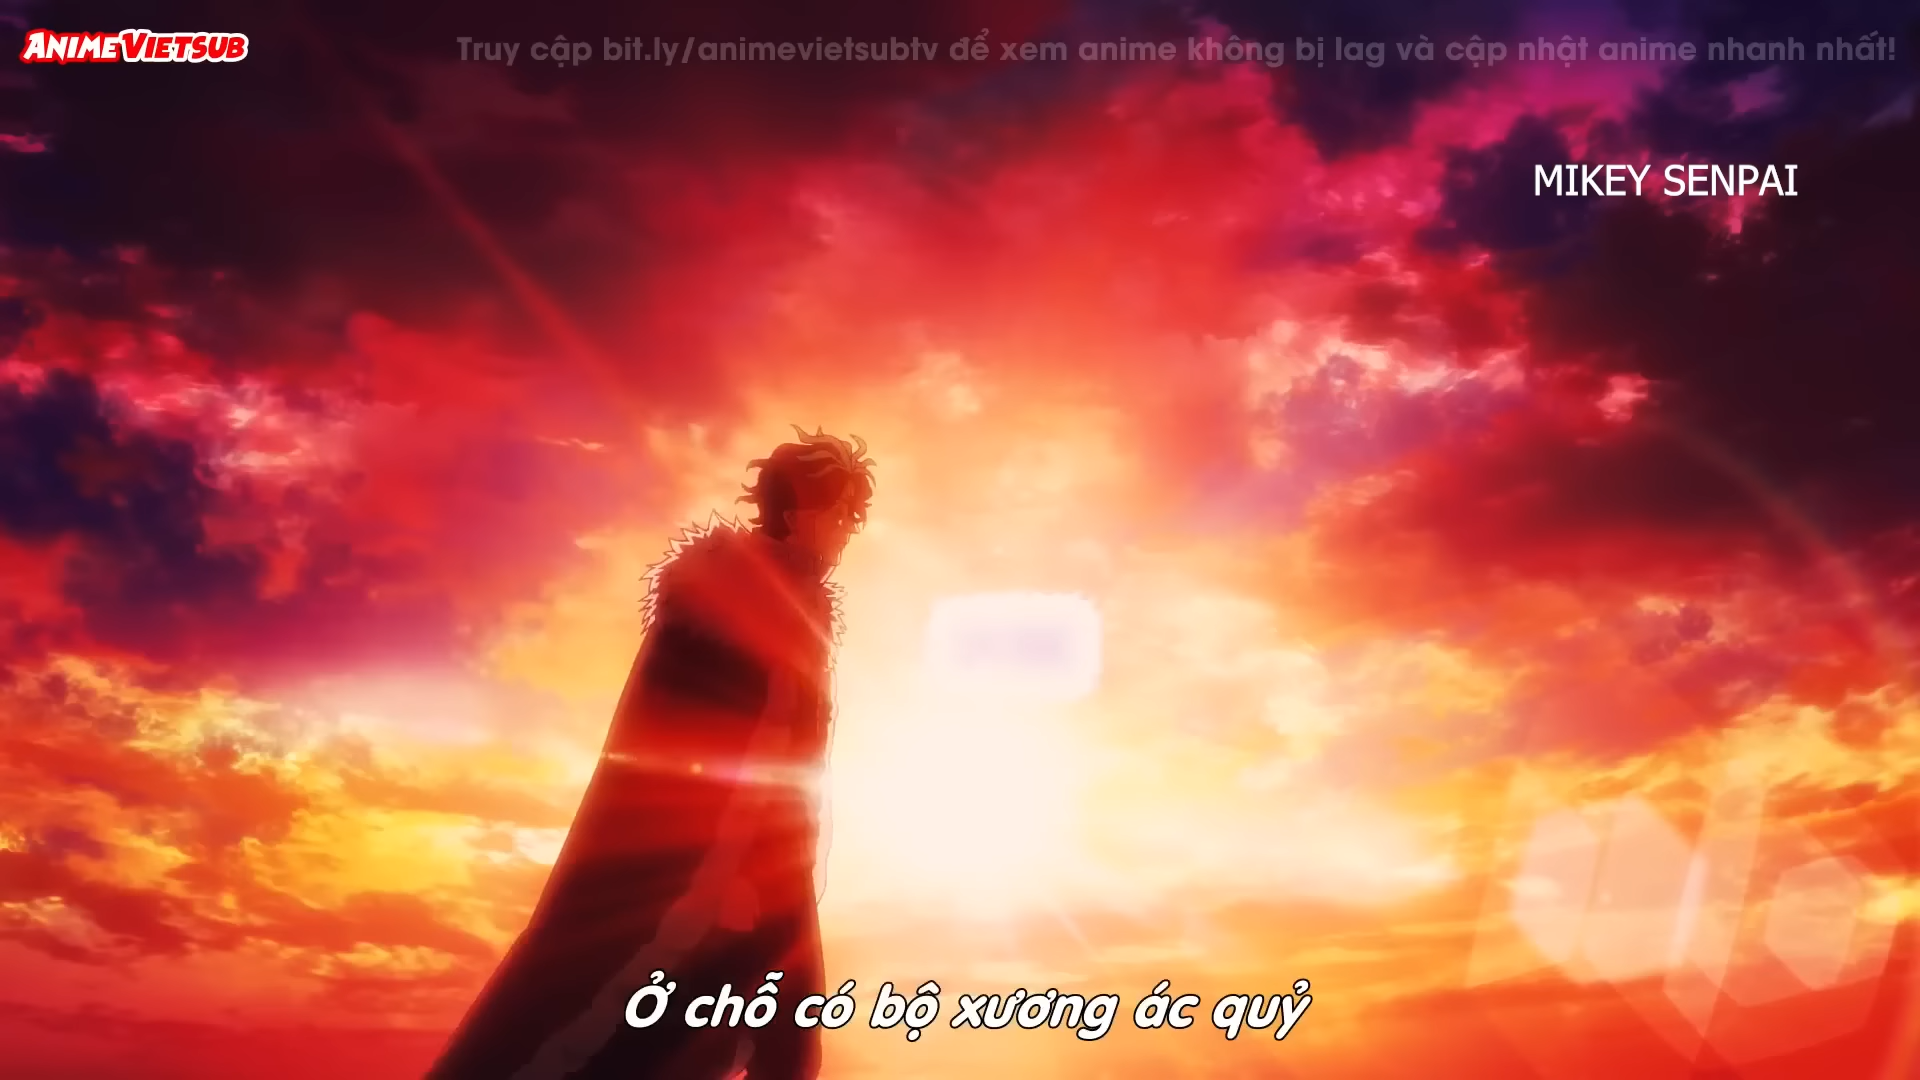 ANIMEVIETSUB
Truy cập bit.ly/animevietsubtv để xem anime không bị lag và cập nhật anime nhanh nhất!
MIKEY SENPAI
Ở chỗ có bộ xương ác quỷ